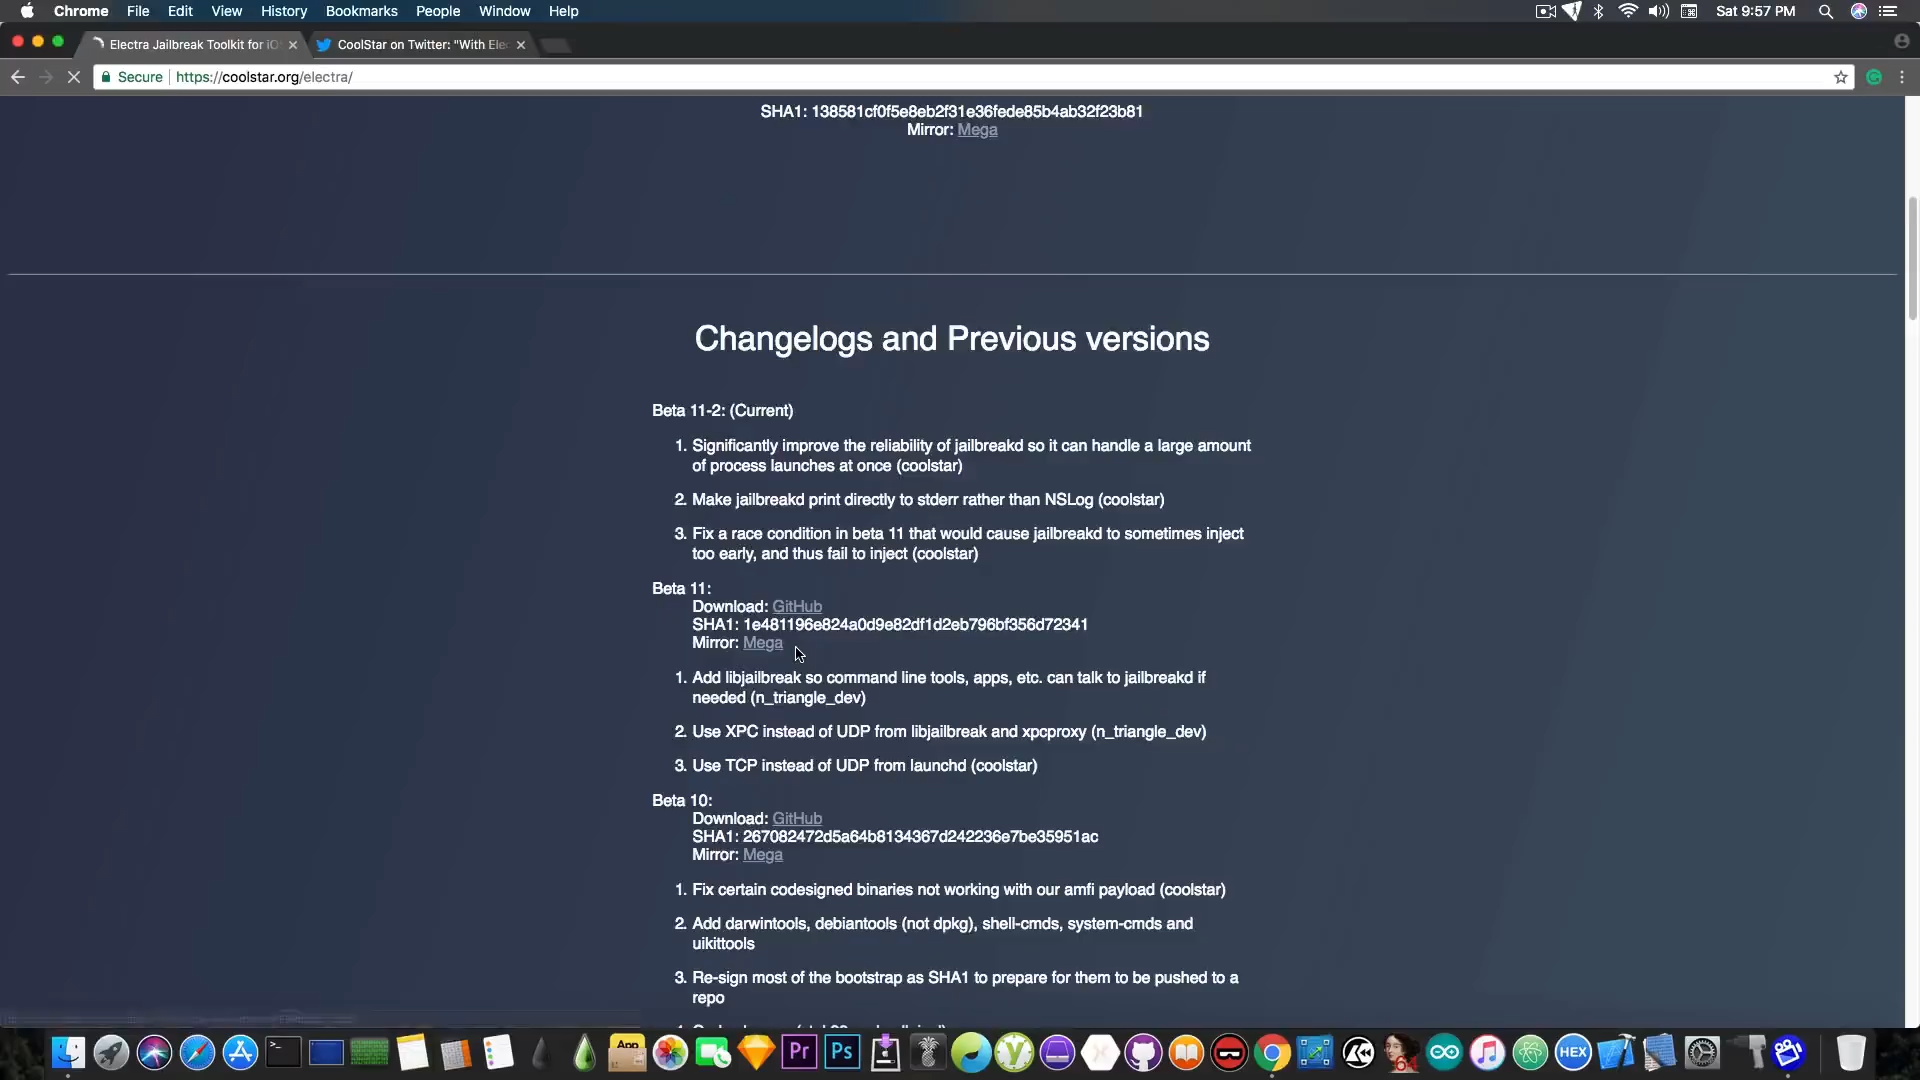 Chrome File Edit View History Bookmarks People Window Help Sat 9:57 PM
Electra Jailbreak Toolkit for iO CoolStar on Twitter: "With Ele
Secure https://coolstar.org/electra/
SHA1: 138581cf0f5e8eb2f31e36fede85b4ab32f23b81
Mirror: Mega
Changelogs and Previous versions
Beta 11-2: (Current)
1. Significantly improve the reliability of jailbreakd so it can handle a large amount
of process launches at once (coolstar)
2. Make jailbreakd print directly to stderr rather than NSLog (coolstar)
3. Fix a race condition in beta 11 that would cause jailbreakd to sometimes inject
too early, and thus fail to inject (coolstar)
Beta 11:
Download: GitHub
SHA1: 1e481196e824a0d9e82df1d2eb796bf356d72341
Mirror: Mega
1. Add libjailbreak so command line tools, apps, etc. can talk to jailbreakd if
needed (n_triangle_dev)
2. Use XPC instead of UDP from libjailbreak and xpcproxy (n_triangle_dev)
3. Use TCP instead of UDP from launchd (coolstar)
Beta 10:
Download: GitHub
SHA1: 267082472d5a64b8134367d242236e7be35951ac
Mirror: Mega
1. Fix certain codesigned binaries not working with our amfi payload (coolstar)
2. Add darwintools, debiantools (not dpkg), shell-cmds, system-cmds and
uikittools
3. Re-sign most of the bootstrap as SHA1 to prepare for them to be pushed to a
repo
App Pr Ps 64 HEX